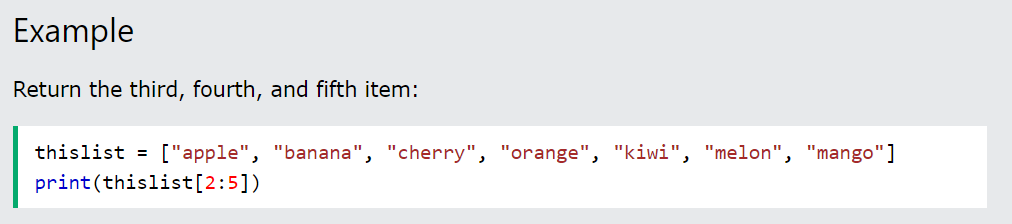 Example
Return the third, fourth, and fifth item:
thislist = ["apple", "banana", "cherry", "orange", "kiwi", "melon", "mango"]
print(thislist[2:5])